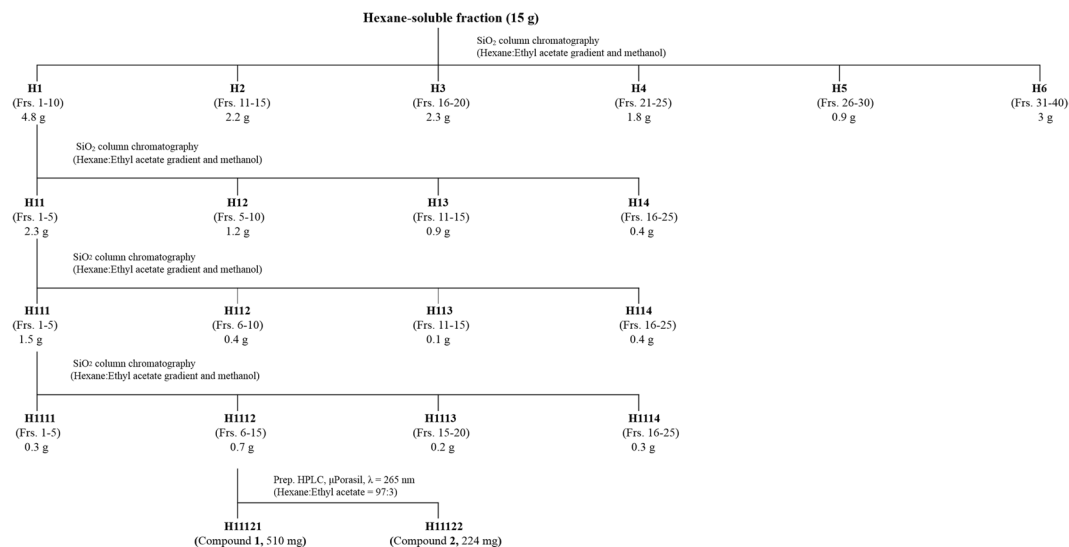 Hexane-soluble fraction (15 g)
SiO₂ column chromatography
(Hexane:Ethyl acetate gradient and methanol)
H1 H2 H3 H4 H5 H6
(Frs. 1-10) (Frs. 11-15) (Frs. 16-20) (Frs. 21-25) (Frs. 26-30) (Frs. 31-40)
4.8 g 2.2 g 2.3 g 1.8 g 0.9 g 3 g
SiO₂ column chromatography
(Hexane:Ethyl acetate gradient and methanol)
H11 H12 H13 H14
(Frs. 1-5) (Frs. 5-10) (Frs. 11-15) (Frs. 16-25)
2.3 g 1.2 g 0.9 g 0.4 g
SiO₂ column chromatography
(Hexane:Ethyl acetate gradient and methanol)
H111 H112 H113 H114
(Frs. 1-5) (Frs. 6-10) (Frs. 11-15) (Frs. 16-25)
1.5 g 0.4 g 0.1 g 0.4 g
SiO₂ column chromatography
(Hexane:Ethyl acetate gradient and methanol)
H1111 H1112 H1113 H1114
(Frs. 1-5) (Frs. 6-15) (Frs. 15-20) (Frs. 16-25)
0.3 g 0.7 g 0.2 g 0.3 g
Prep. HPLC, μPorasil, λ = 265 nm
(Hexane:Ethyl acetate = 97:3)
H11121 H11122
(Compound 1, 510 mg) (Compound 2, 224 mg)